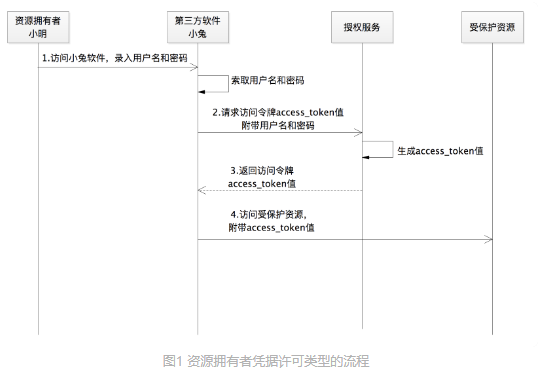 资源拥有者
小明
第三方软件
小兔
授权服务
受保护资源
1.访问小兔软件，录入用户名和密码
索取用户名和密码
2.请求访问令牌access_token值
附带用户名和密码
生成access_token值
3.返回访问令牌
access_token值
4.访问受保护资源，
附带access_token值
图1 资源拥有者凭据许可类型的流程